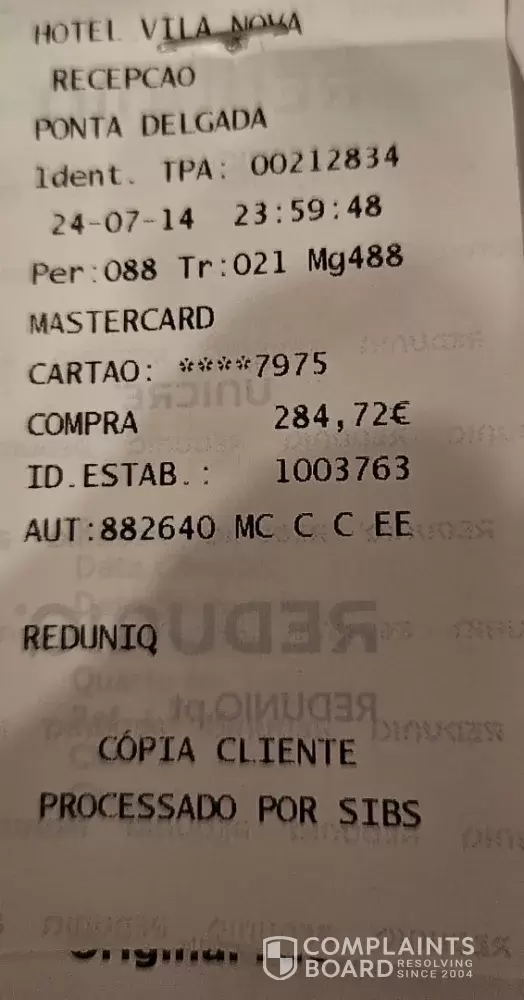 HOTEL VILA NOVA
RECEPCAO
PONTA DELGADA
Ident. TPA: 00212834
24-07-14 23:59:48
Per:088 Tr:021 Mg488
MASTERCARD
CARTAO: ****7975
COMPRA 284,72€
ID.ESTAB.: 1003763
AUT:882640 MC C C EE
REDUNIQ
CÓPIA CLIENTE
PROCESSADO POR SIBS
COMPLAINTS
BOARD RESOLVING
SINCE 2004